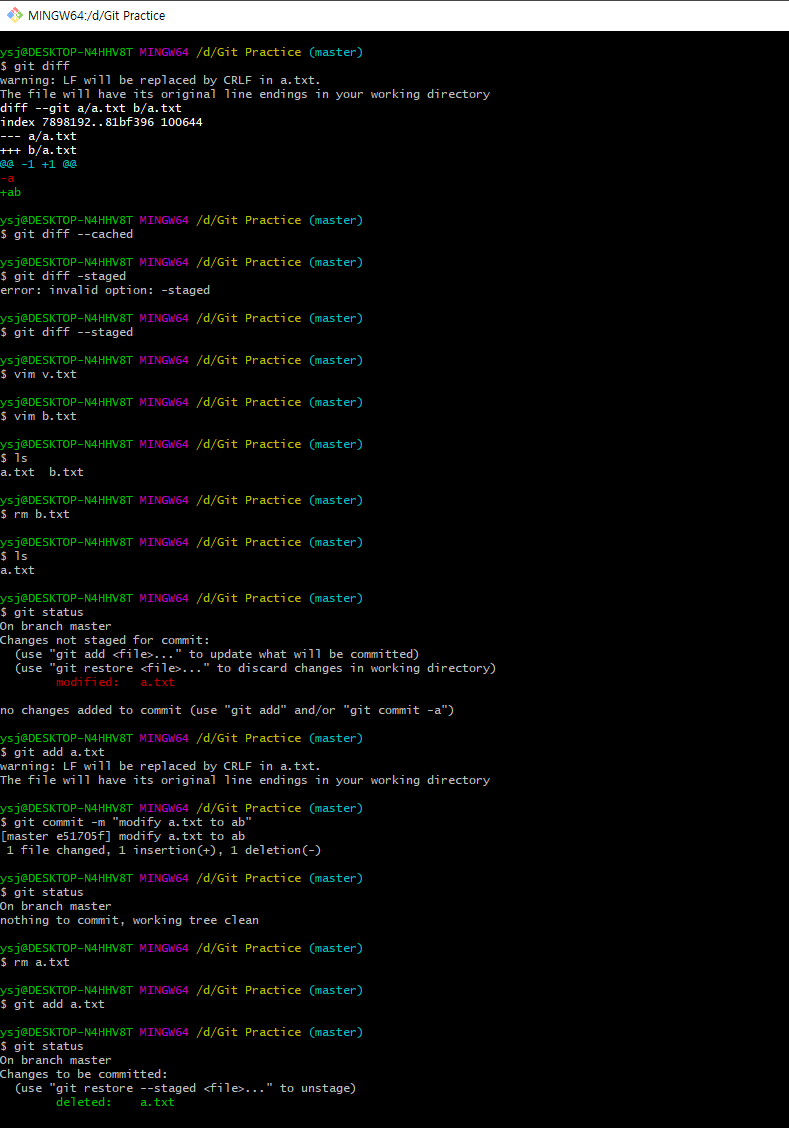 MINGW64:/d/Git Practice
ysj@DESKTOP-N4HHV8T MINGW64 /d/Git Practice (master)
$ git diff
warning: LF will be replaced by CRLF in a.txt.
The file will have its original line endings in your working directory
diff --git a/a.txt b/a.txt
index 7898192..81bf396 100644
--- a/a.txt
+++ b/a.txt
@@ -1 +1 @@
-a
+ab
ysj@DESKTOP-N4HHV8T MINGW64 /d/Git Practice (master)
$ git diff --cached
ysj@DESKTOP-N4HHV8T MINGW64 /d/Git Practice (master)
$ git diff -staged
error: invalid option: -staged
ysj@DESKTOP-N4HHV8T MINGW64 /d/Git Practice (master)
$ git diff --staged
ysj@DESKTOP-N4HHV8T MINGW64 /d/Git Practice (master)
$ vim v.txt
ysj@DESKTOP-N4HHV8T MINGW64 /d/Git Practice (master)
$ vim b.txt
ysj@DESKTOP-N4HHV8T MINGW64 /d/Git Practice (master)
$ ls
a.txt  b.txt
ysj@DESKTOP-N4HHV8T MINGW64 /d/Git Practice (master)
$ rm b.txt
ysj@DESKTOP-N4HHV8T MINGW64 /d/Git Practice (master)
$ ls
a.txt
ysj@DESKTOP-N4HHV8T MINGW64 /d/Git Practice (master)
$ git status
On branch master
Changes not staged for commit:
  (use "git add <file>..." to update what will be committed)
  (use "git restore <file>..." to discard changes in working directory)
        modified:   a.txt
no changes added to commit (use "git add" and/or "git commit -a")
ysj@DESKTOP-N4HHV8T MINGW64 /d/Git Practice (master)
$ git add a.txt
warning: LF will be replaced by CRLF in a.txt.
The file will have its original line endings in your working directory
ysj@DESKTOP-N4HHV8T MINGW64 /d/Git Practice (master)
$ git commit -m "modify a.txt to ab"
[master e51705f] modify a.txt to ab
 1 file changed, 1 insertion(+), 1 deletion(-)
ysj@DESKTOP-N4HHV8T MINGW64 /d/Git Practice (master)
$ git status
On branch master
nothing to commit, working tree clean
ysj@DESKTOP-N4HHV8T MINGW64 /d/Git Practice (master)
$ rm a.txt
ysj@DESKTOP-N4HHV8T MINGW64 /d/Git Practice (master)
$ git add a.txt
ysj@DESKTOP-N4HHV8T MINGW64 /d/Git Practice (master)
$ git status
On branch master
Changes to be committed:
  (use "git restore --staged <file>..." to unstage)
        deleted:    a.txt